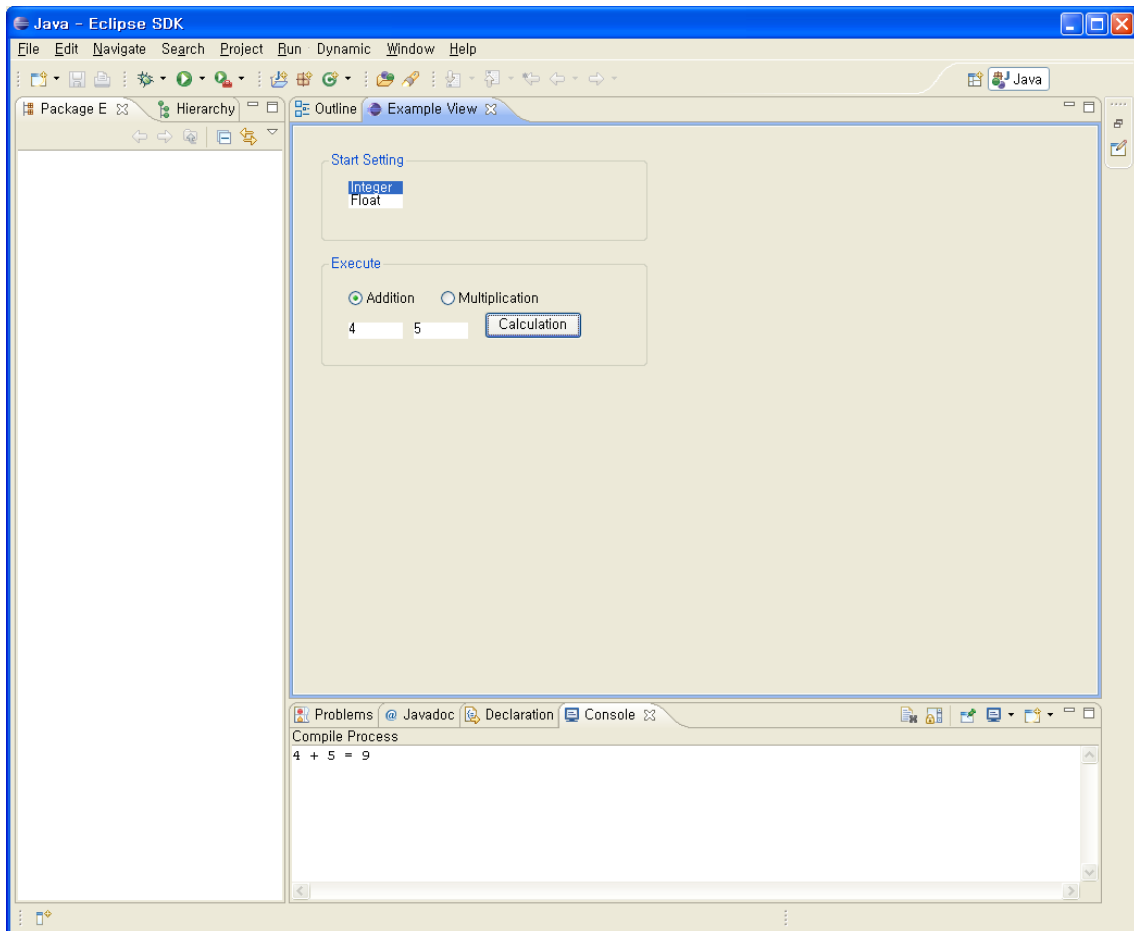 Java - Eclipse SDK
File Edit Navigate Search Project Run Dynamic Window Help
Java
Package E Hierarchy
Outline Example View
Start Setting
Integer
Float
Execute
Addition Multiplication
4 5 Calculation
Problems @ Javadoc Declaration Console
Compile Process
4 + 5 = 9